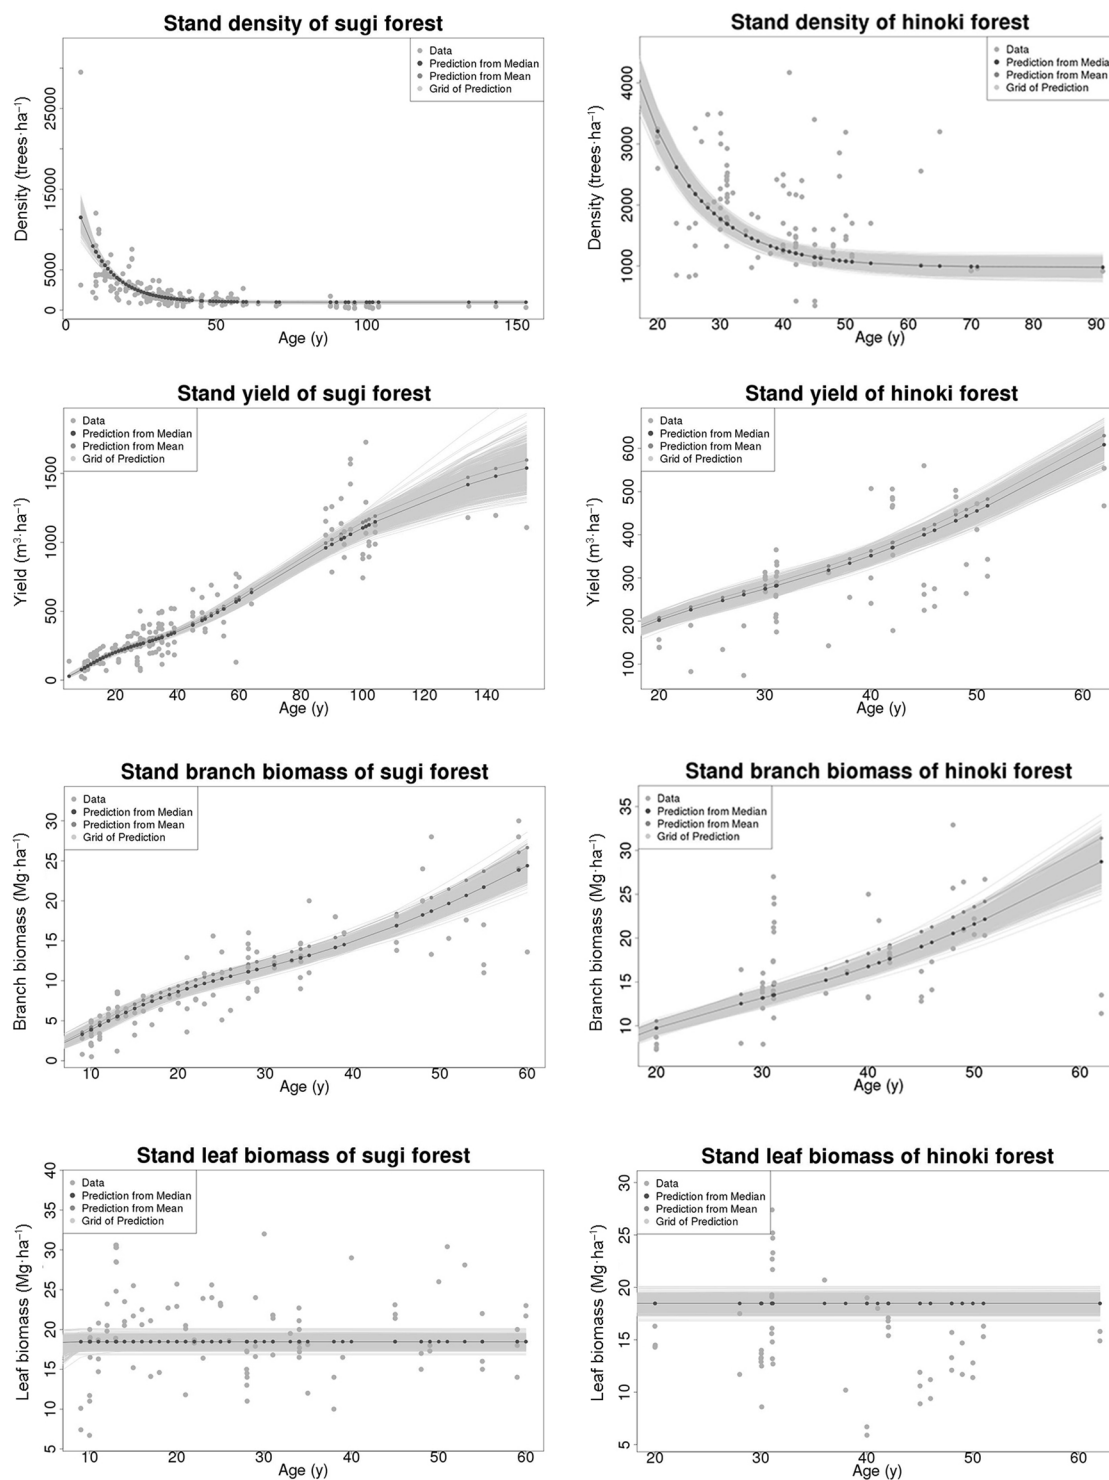 Stand density of sugi forest
Data
Prediction from Median
Prediction from Mean
Grid of Prediction
Density (trees·ha⁻¹)
25000
15000
5000
0
0 50 100 150
Age (y)
Stand density of hinoki forest
Data
Prediction from Media
Prediction from Mean
Grid of Prediction
Density (trees·ha⁻¹)
4000
3000
2000
1000
20 30 40 50 60 70 80 90
Age (y)
Stand yield of sugi forest
Data
Prediction from Median
Prediction from Mean
Grid of Prediction
Yield (m³·ha⁻¹)
1500
1000
500
0
20 40 60 80 100 120 140
Age (y)
Stand yield of hinoki forest
Data
Prediction from Median
Prediction from Mean
Grid of Prediction
Yield (m³·ha⁻¹)
600
500
400
300
200
100
20 30 40 50 60
Age (y)
Stand branch biomass of sugi forest
Data
Prediction from Median
Prediction from Mean
Grid of Prediction
Branch biomass (Mg·ha⁻¹)
30
25
20
15
10
5
0
10 20 30 40 50 60
Age (y)
Stand branch biomass of hinoki forest
Data
Prediction from Median
Prediction from Mean
Grid of Prediction
Branch biomass (Mg·ha⁻¹)
35
30
25
20
15
10
20 30 40 50 60
Age (y)
Stand leaf biomass of sugi forest
Data
Prediction from Median
Prediction from Mean
Grid of Prediction
Leaf biomass (Mg·ha⁻¹)
40
35
30
25
20
15
10
5
10 20 30 40 50 60
Age (y)
Stand leaf biomass of hinoki forest
Data
Prediction from Median
Prediction from Mean
Grid of Prediction
Leaf biomass (Mg·ha⁻¹)
30
25
20
15
10
5
20 30 40 50 60
Age (y)